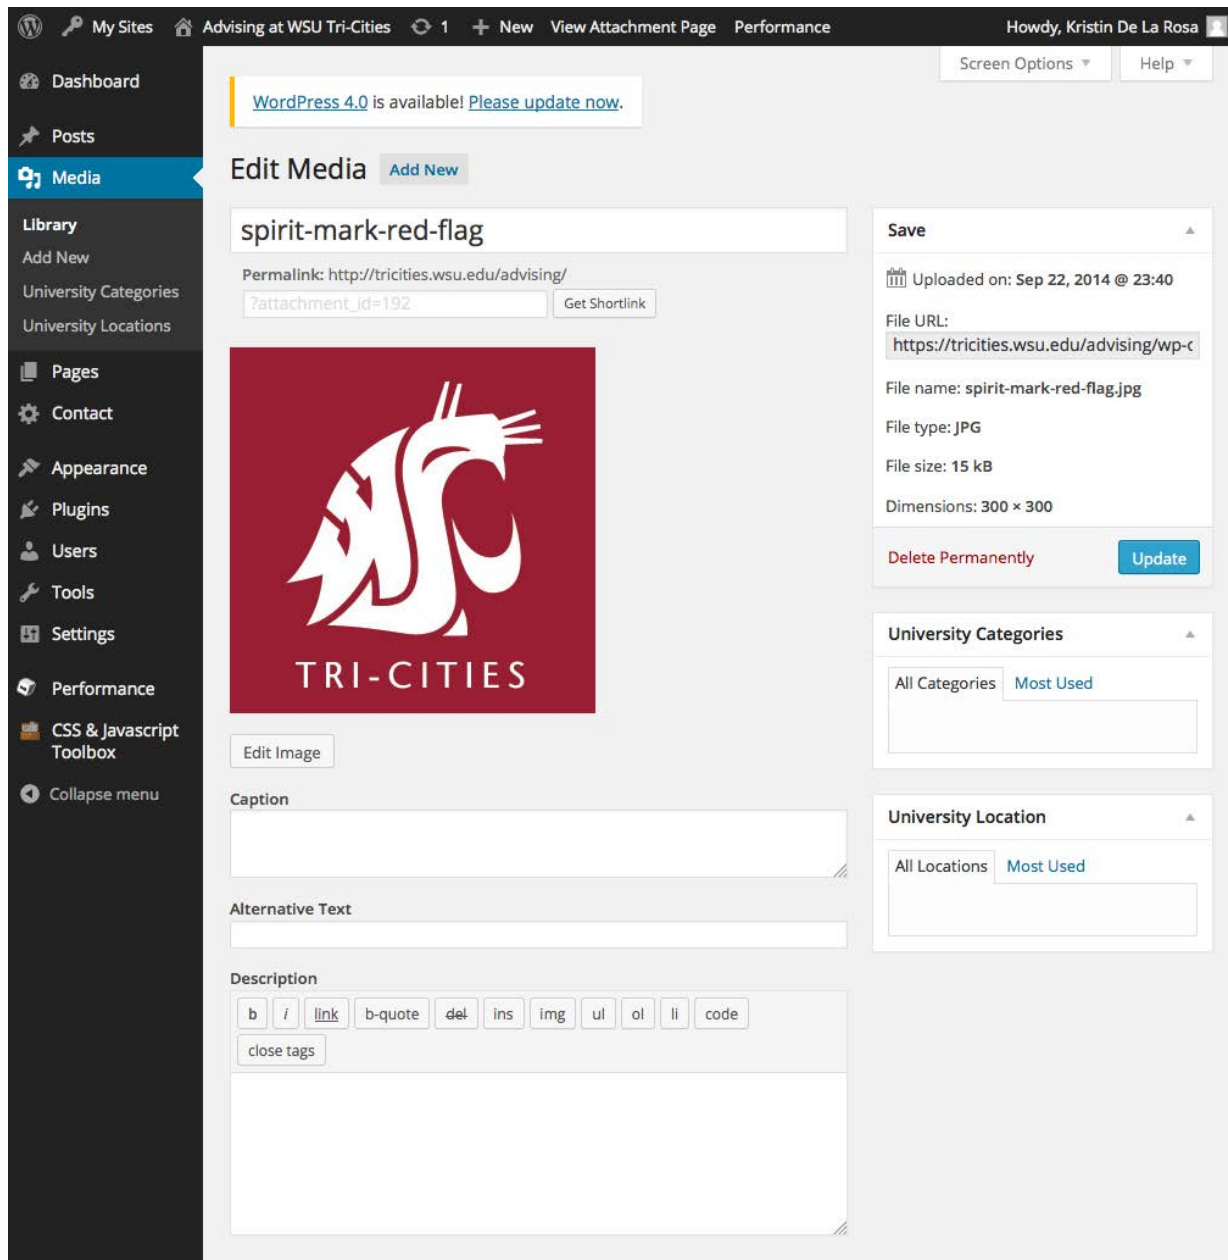 My Sites
Advising at WSU Tri-Cities
1
New
View Attachment Page
Performance
Howdy, Kristin De La Rosa
Dashboard
Posts
Media
Library
Add New
University Categories
University Locations
Pages
Contact
Appearance
Plugins
Users
Tools
Settings
Performance
CSS & Javascript
Toolbox
Collapse menu
Screen Options
Help
WordPress 4.0 is available! Please update now.
Edit Media
Add New
spirit-mark-red-flag
Permalink: http://tricities.wsu.edu/advising/
?attachment_id=192
Get Shortlink
WSC
TRI-CITIES
Edit Image
Caption
Alternative Text
Description
b
i
link
b-quote
del
ins
img
ul
ol
li
code
close tags
Save
Uploaded on: Sep 22, 2014 @ 23:40
File URL:
https://tricities.wsu.edu/advising/wp-c
File name: spirit-mark-red-flag.jpg
File type: JPG
File size: 15 kB
Dimensions: 300 × 300
Delete Permanently
Update
University Categories
All Categories
Most Used
University Location
All Locations
Most Used